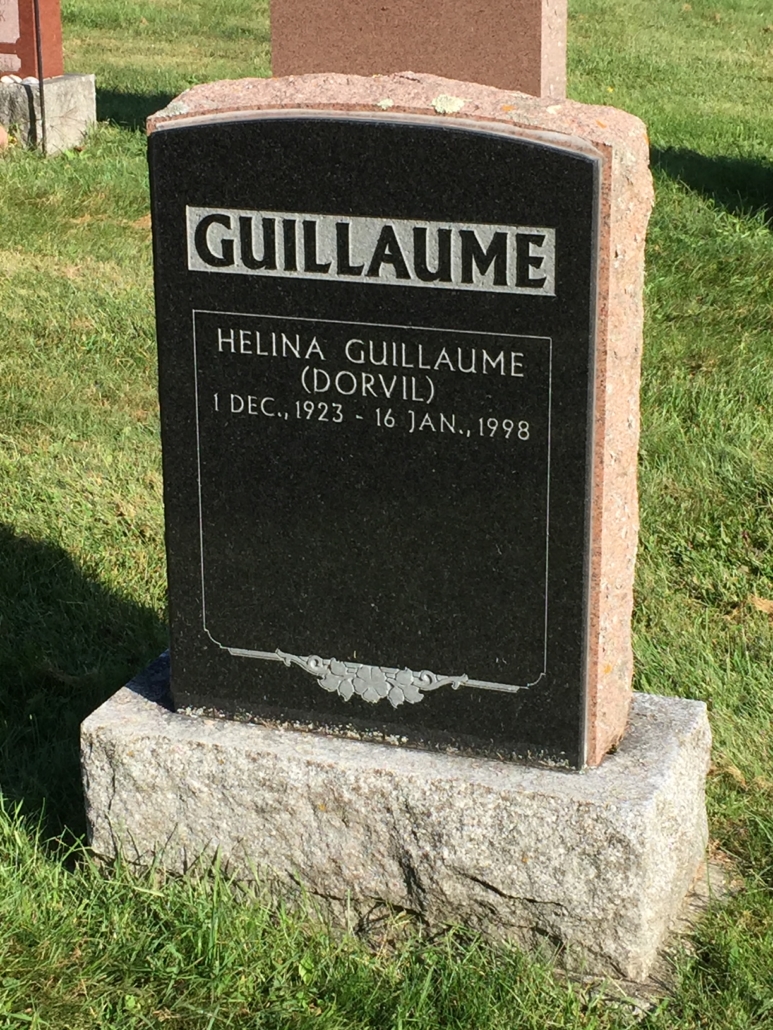 GUILLAUME
HELINA GUILLAUME
(DORVIL)
1 DEC., 1923 - 16 JAN., 1998